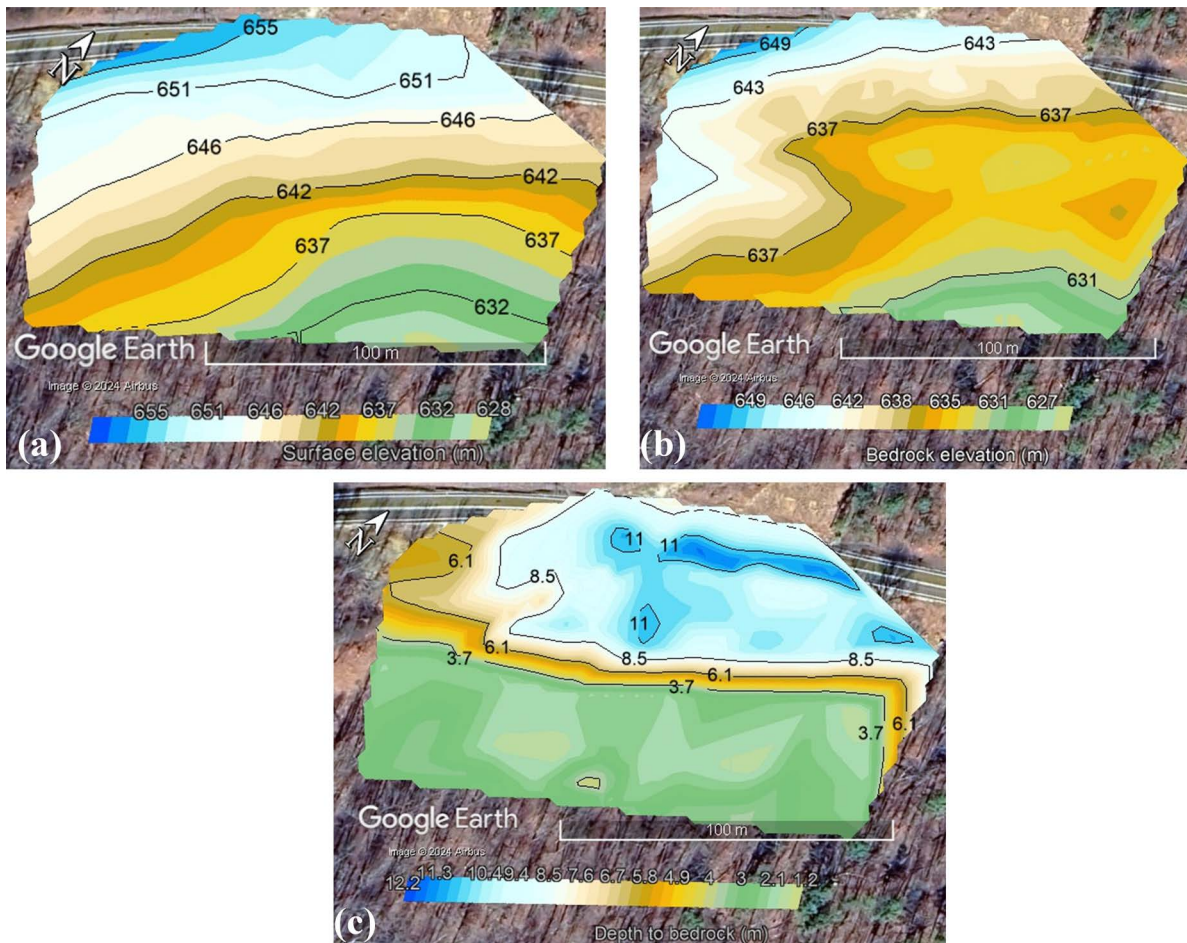 N
655
651
651
646
646
642
642
637
637
632
Google Earth
100 m
Image © 2024 Airbus
655 651 646 642 637 632 628
(a)
Surface elevation (m)
N
649
643
643
637
637
637
631
Google Earth
100 m
Image © 2024 Airbus
649 646 642 638 635 631 627
(b)
Bedrock elevation (m)
N
11
11
6.1
8.5
11
6.1
8.5
8.5
3.7
6.1
3.7
3.7
6.1
Google Earth
100 m
Image © 2024 Airbus
12.2 11.3 10.4 9.4 8.5 7.6 6.7 5.8 4.9 4 3 2.1 1.2
(c)
Depth to bedrock (m)